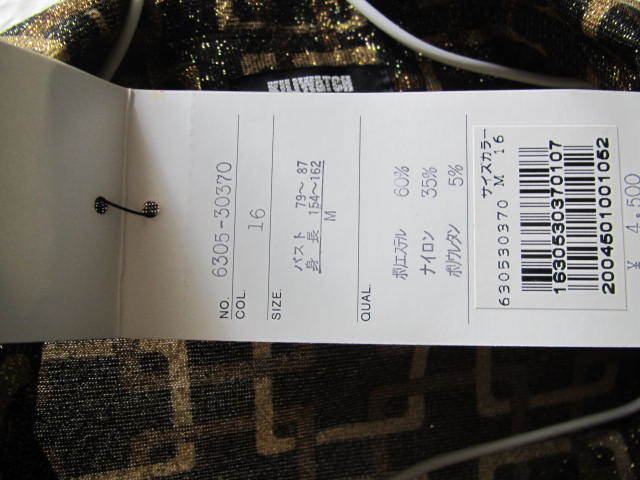 KILIWATCH
NO. 6305-30370
COL. 16
SIZE.
バスト 79～ 87
身 長 154～162
M
QUAL.
ポリエステル 60%
ナイロン 35%
ポリウレタン 5%
サイズカラー
630530370 M 16
1630530370107
2004501001052
¥ 4,500